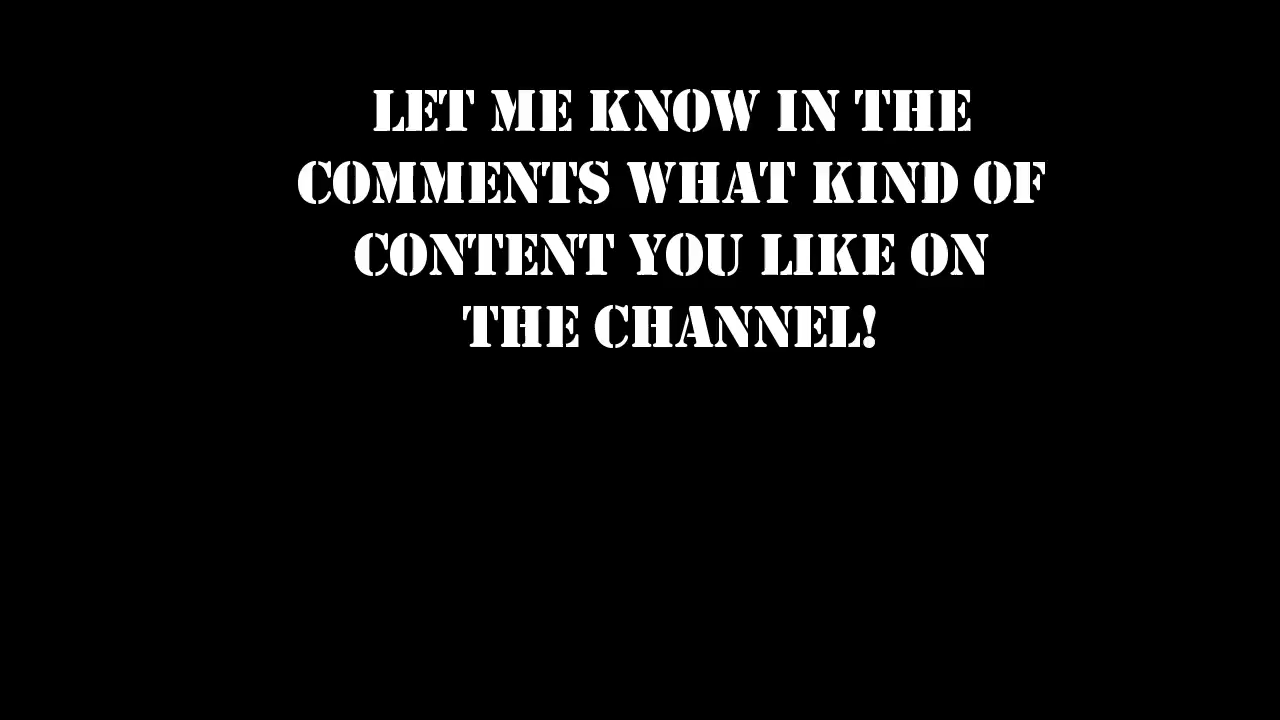 LET ME KNOW IN THE
COMMENTS WHAT KIND OF
CONTENT YOU LIKE ON
THE CHANNEL!